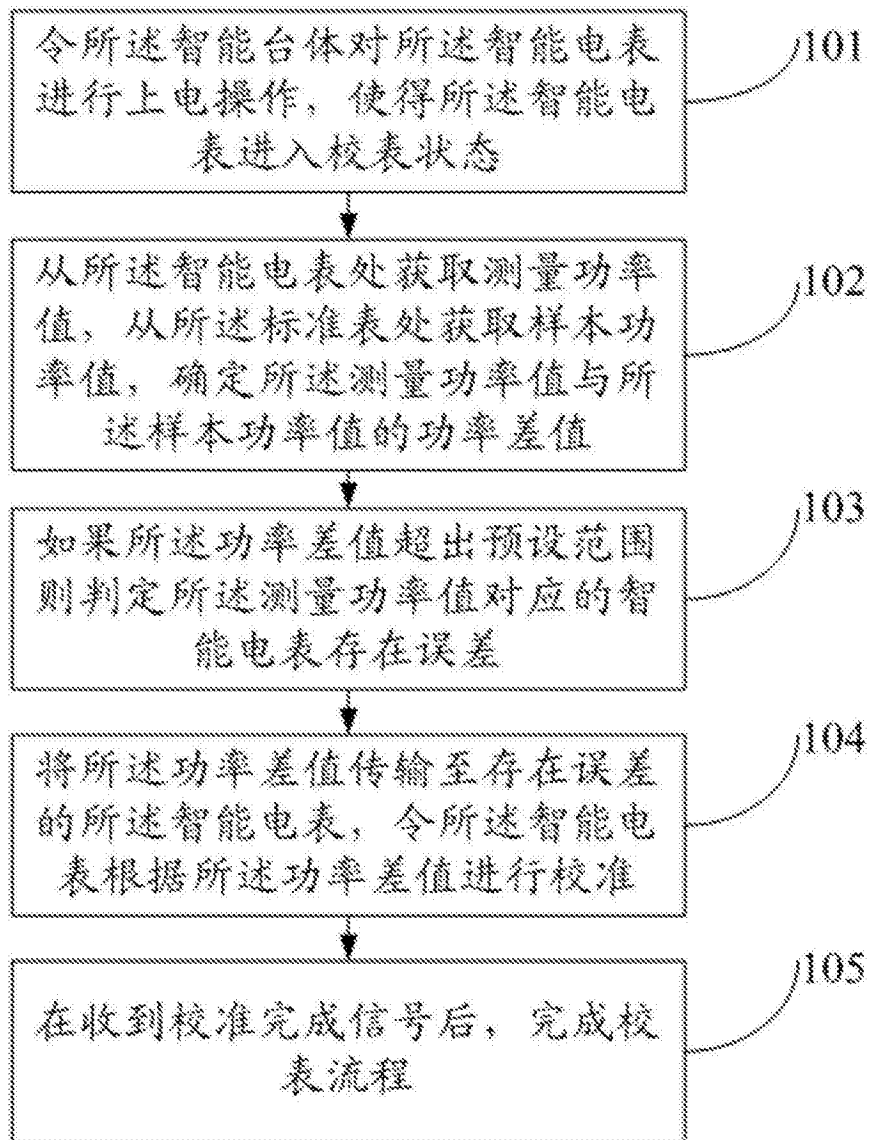 令所述智能台体对所述智能电表
进行上电操作，使得所述智能电
表进入校表状态
101
从所述智能电表处获取测量功率
值，从所述标准表处获取样本功
率值，确定所述测量功率值与所
述样本功率值的功率差值
102
如果所述功率差值超出预设范围
则判定所述测量功率值对应的智
能电表存在误差
103
将所述功率差值传输至存在误差
的所述智能电表，令所述智能电
表根据所述功率差值进行校准
104
在收到校准完成信号后，完成校
表流程
105